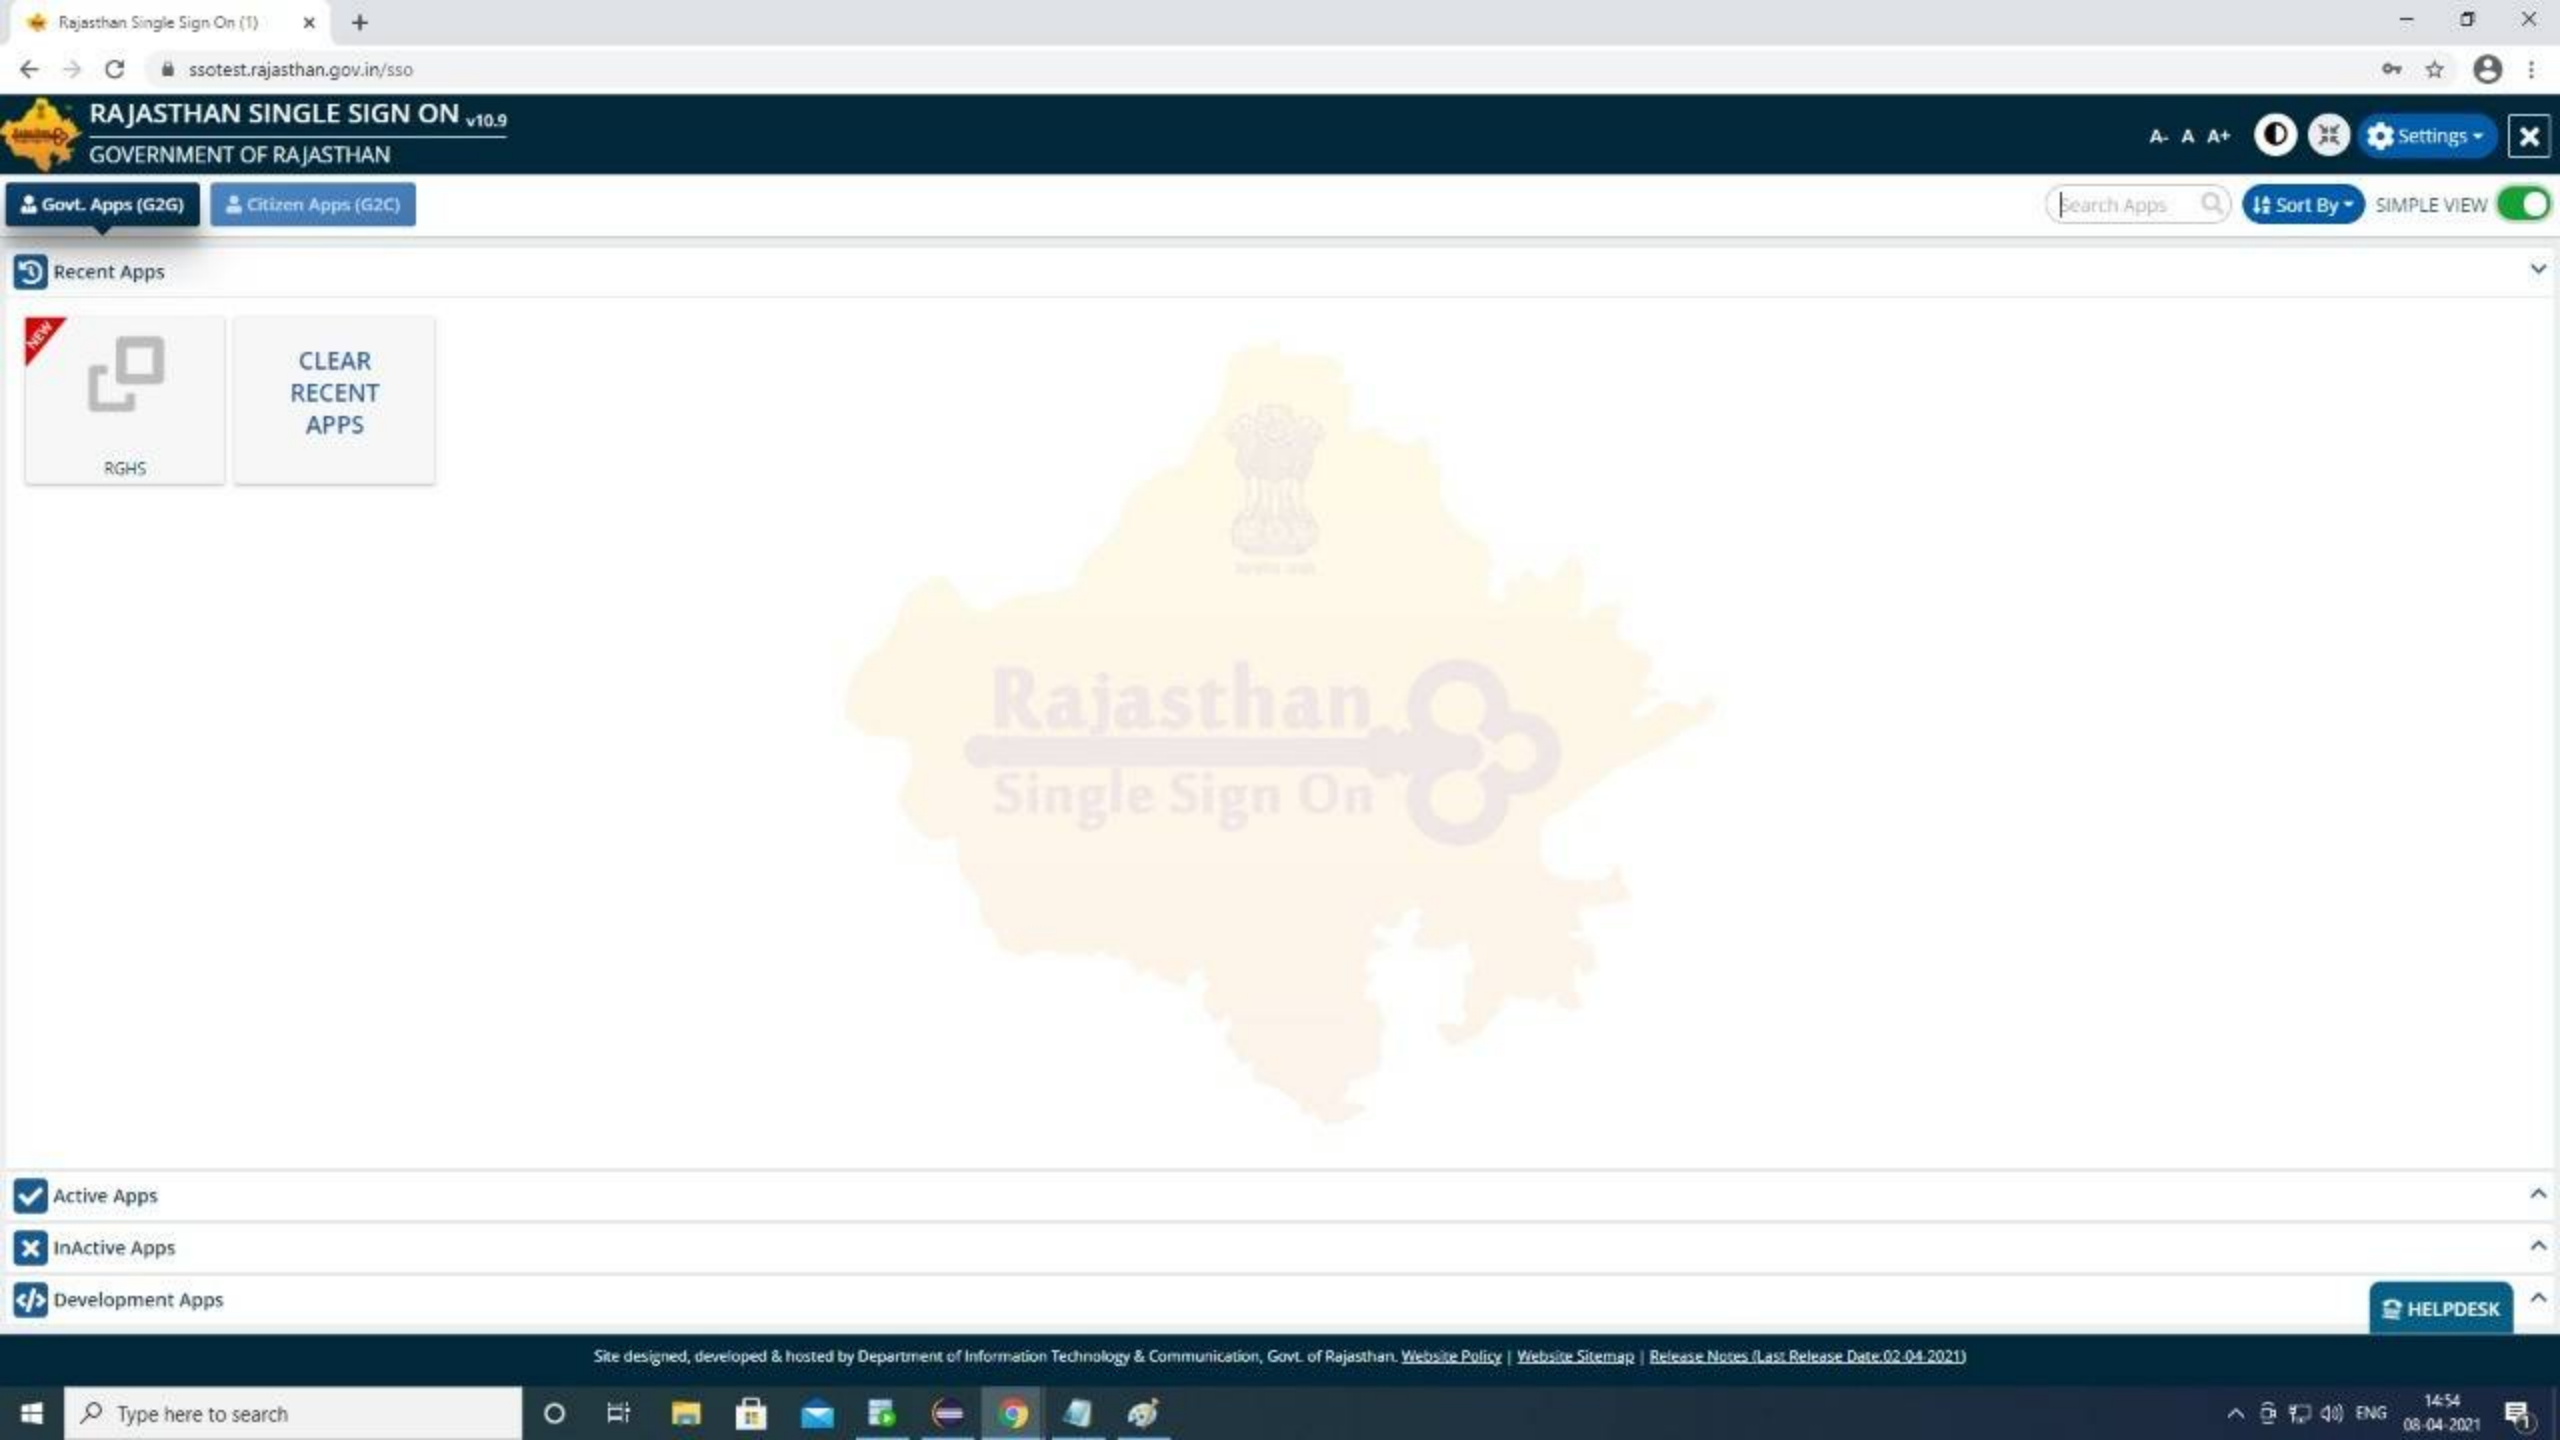 Rajasthan Single Sign On (1)
ssotest.rajasthan.gov.in/sso
RAJASTHAN SINGLE SIGN ON v10.9
GOVERNMENT OF RAJASTHAN
A- A A+
Settings
Govt. Apps (G2G)
Citizen Apps (G2C)
Search Apps
Sort By
SIMPLE VIEW
Recent Apps
NEW
RGHS
CLEAR
RECENT
APPS
Rajasthan
Single Sign On
Active Apps
InActive Apps
Development Apps
HELPDESK
Site designed, developed & hosted by Department of Information Technology & Communication, Govt. of Rajasthan. Website Policy | Website Sitemap | Release Notes (Last Release Date:02-04-2021)
Type here to search
ENG
14:54
08-04-2021
1